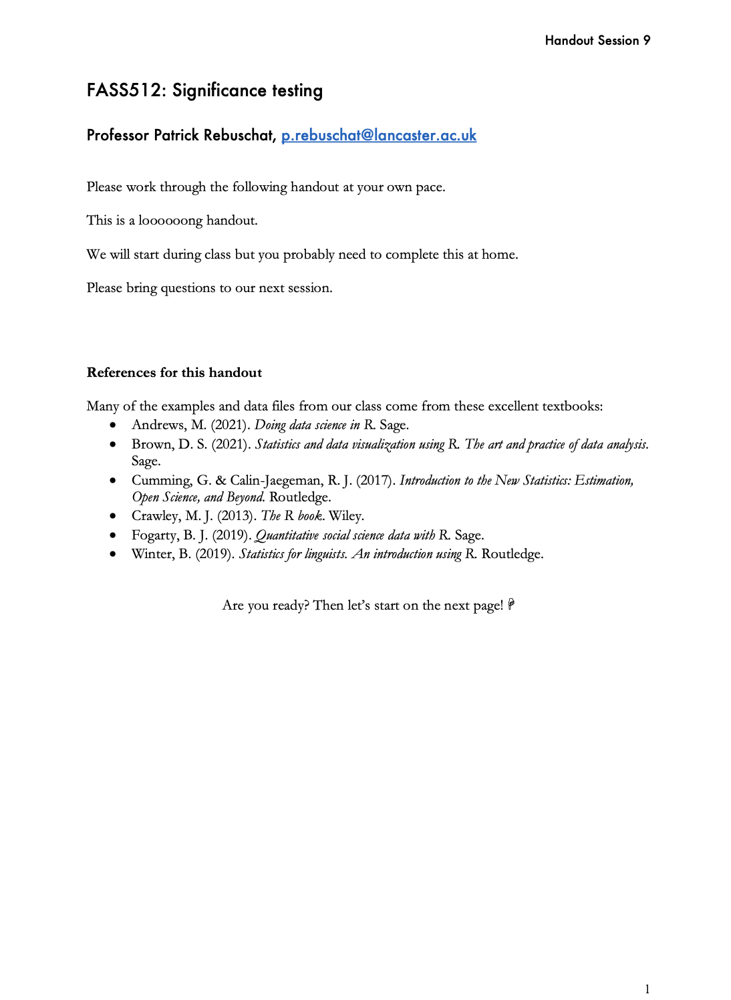 Handout Session 9
FASS512: Significance testing
Professor Patrick Rebuschat, p.rebuschat@lancaster.ac.uk
Please work through the following handout at your own pace.
This is a loooooong handout.
We will start during class but you probably need to complete this at home.
Please bring questions to our next session.
References for this handout
Many of the examples and data files from our class come from these excellent textbooks:
• Andrews, M. (2021). Doing data science in R. Sage.
• Brown, D. S. (2021). Statistics and data visualization using R. The art and practice of data analysis.
Sage.
• Cumming, G. & Calin-Jaegeman, R. J. (2017). Introduction to the New Statistics: Estimation,
Open Science, and Beyond. Routledge.
• Crawley, M. J. (2013). The R book. Wiley.
• Fogarty, B. J. (2019). Quantitative social science data with R. Sage.
• Winter, B. (2019). Statistics for linguists. An introduction using R. Routledge.
Are you ready? Then let’s start on the next page!
1